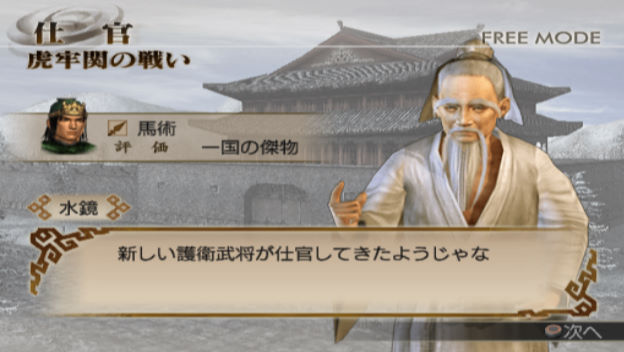 仕官
FREE MODE
虎牢関の戦い
馬術
評価 一国の傑物
水鏡
新しい護衛武将が仕官してきたようじゃな
次へ